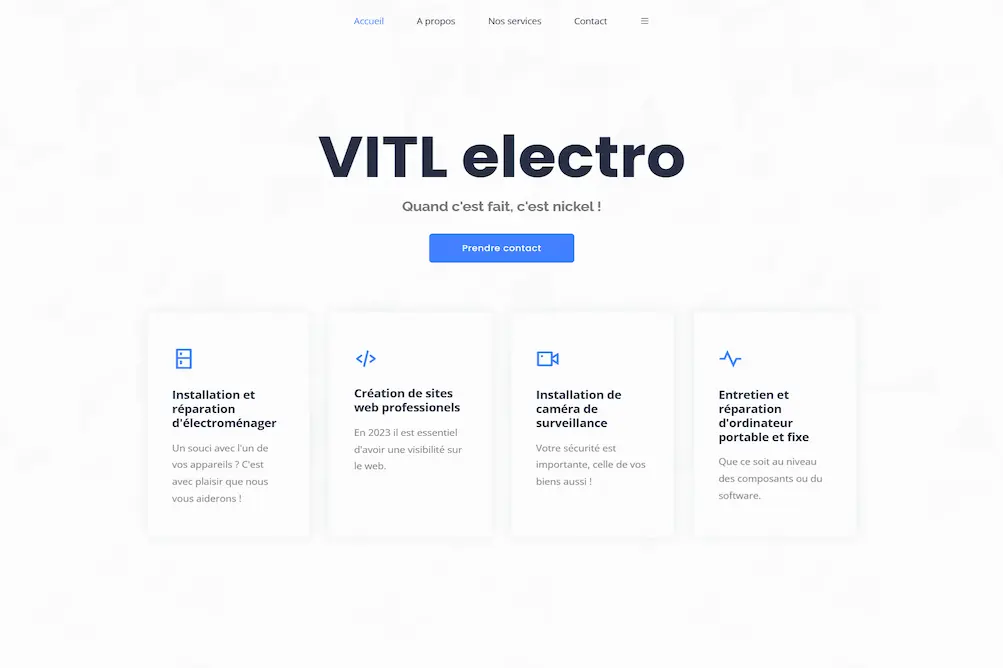 Accueil A propos Nos services Contact
VITL electro
Quand c'est fait, c'est nickel !
Prendre contact
Installation et
réparation
d'électroménager
Un souci avec l'un de
vos appareils ? C'est
avec plaisir que nous
vous aiderons !
Création de sites
web professionels
En 2023 il est essentiel
d'avoir une visibilité sur
le web.
Installation de
caméra de
surveillance
Votre sécurité est
importante, celle de vos
biens aussi !
Entretien et
réparation
d'ordinateur
portable et fixe
Que ce soit au niveau
des composants ou du
software.